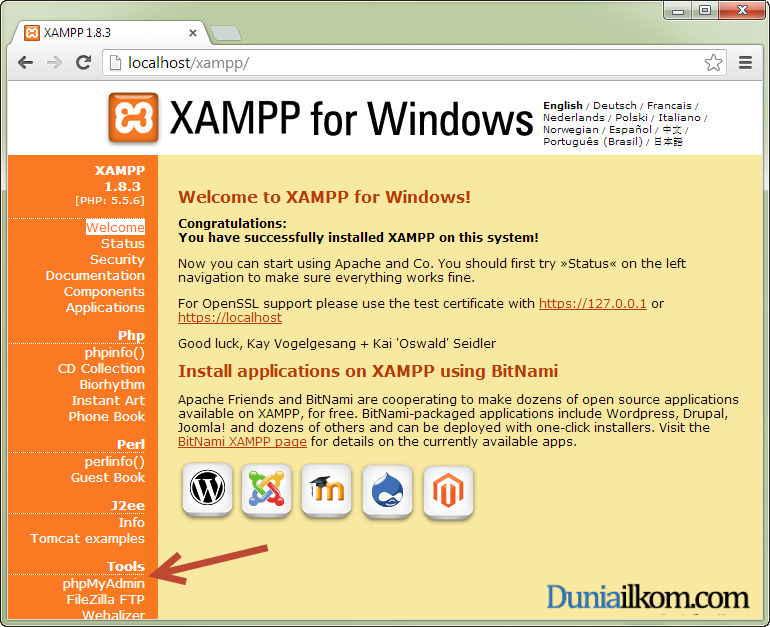 XAMPP 1.8.3
localhost/xampp/
XAMPP for Windows
English / Deutsch / Francais /
Nederlands / Polski / Italiano /
Norwegian / Español / 中文 /
Português (Brasil) / 日本語
XAMPP
1.8.3
[PHP: 5.5.6]
Welcome
Status
Security
Documentation
Components
Applications
Php
phpinfo()
CD Collection
Biorhythm
Instant Art
Phone Book
Perl
perlinfo()
Guest Book
J2ee
Info
Tomcat examples
Tools
phpMyAdmin
FileZilla FTP
Webalizer
Welcome to XAMPP for Windows!
Congratulations:
You have successfully installed XAMPP on this system!
Now you can start using Apache and Co. You should first try »Status« on the left
navigation to make sure everything works fine.
For OpenSSL support please use the test certificate with https://127.0.0.1 or
https://localhost
Good luck, Kay Vogelgesang + Kai 'Oswald' Seidler
Install applications on XAMPP using BitNami
Apache Friends and BitNami are cooperating to make dozens of open source applications
available on XAMPP, for free. BitNami-packaged applications include Wordpress, Drupal,
Joomla! and dozens of others and can be deployed with one-click installers. Visit the
BitNami XAMPP page for details on the currently available apps.
Duniailkom.com